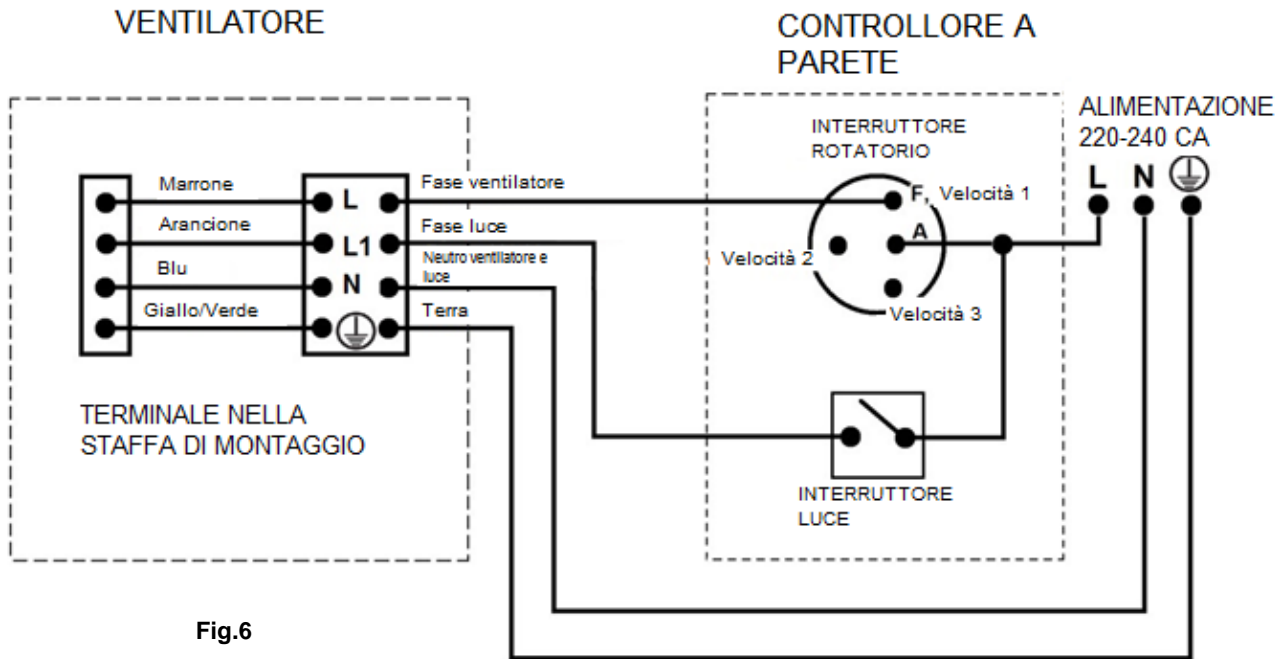 VENTILATORE
CONTROLLORE A
PARETE
ALIMENTAZIONE
220-240 CA
L N
INTERRUTTORE
ROTATORIO
F, Velocità 1
A
Velocità 2
Velocità 3
Marrone
Arancione
Blu
Giallo/Verde
L
L1
N
Fase ventilatore
Fase luce
Neutro ventilatore e
luce
Terra
TERMINALE NELLA
STAFFA DI MONTAGGIO
INTERRUTTORE
LUCE
Fig.6